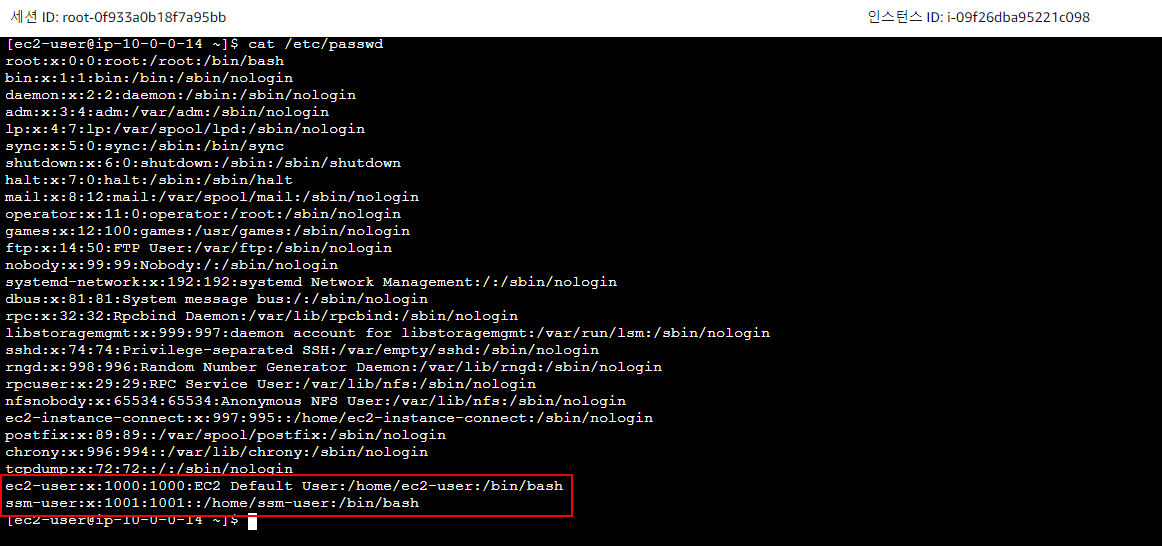 세션 ID: root-0f933a0b18f7a95bb 인스턴스 ID: i-09f26dba95221c098
[ec2-user@ip-10-0-0-14 ~]$ cat /etc/passwd
root:x:0:0:root:/root:/bin/bash
bin:x:1:1:bin:/bin:/sbin/nologin
daemon:x:2:2:daemon:/sbin:/sbin/nologin
adm:x:3:4:adm:/var/adm:/sbin/nologin
lp:x:4:7:lp:/var/spool/lpd:/sbin/nologin
sync:x:5:0:sync:/sbin:/bin/sync
shutdown:x:6:0:shutdown:/sbin:/sbin/shutdown
halt:x:7:0:halt:/sbin:/sbin/halt
mail:x:8:12:mail:/var/spool/mail:/sbin/nologin
operator:x:11:0:operator:/root:/sbin/nologin
games:x:12:100:games:/usr/games:/sbin/nologin
ftp:x:14:50:FTP User:/var/ftp:/sbin/nologin
nobody:x:99:99:Nobody:/:/sbin/nologin
systemd-network:x:192:192:systemd Network Management:/:/sbin/nologin
dbus:x:81:81:System message bus:/:/sbin/nologin
rpc:x:32:32:Rpcbind Daemon:/var/lib/rpcbind:/sbin/nologin
libstoragemgmt:x:999:997:daemon account for libstoragemgmt:/var/run/lsm:/sbin/nologin
sshd:x:74:74:Privilege-separated SSH:/var/empty/sshd:/sbin/nologin
rngd:x:998:996:Random Number Generator Daemon:/var/lib/rngd:/sbin/nologin
rpcuser:x:29:29:RPC Service User:/var/lib/nfs:/sbin/nologin
nfsnobody:x:65534:65534:Anonymous NFS User:/var/lib/nfs:/sbin/nologin
ec2-instance-connect:x:997:995::/home/ec2-instance-connect:/sbin/nologin
postfix:x:89:89::/var/spool/postfix:/sbin/nologin
chrony:x:996:994::/var/lib/chrony:/sbin/nologin
tcpdump:x:72:72::/:/sbin/nologin
ec2-user:x:1000:1000:EC2 Default User:/home/ec2-user:/bin/bash
ssm-user:x:1001:1001::/home/ssm-user:/bin/bash
[ec2-user@ip-10-0-0-14 ~]$